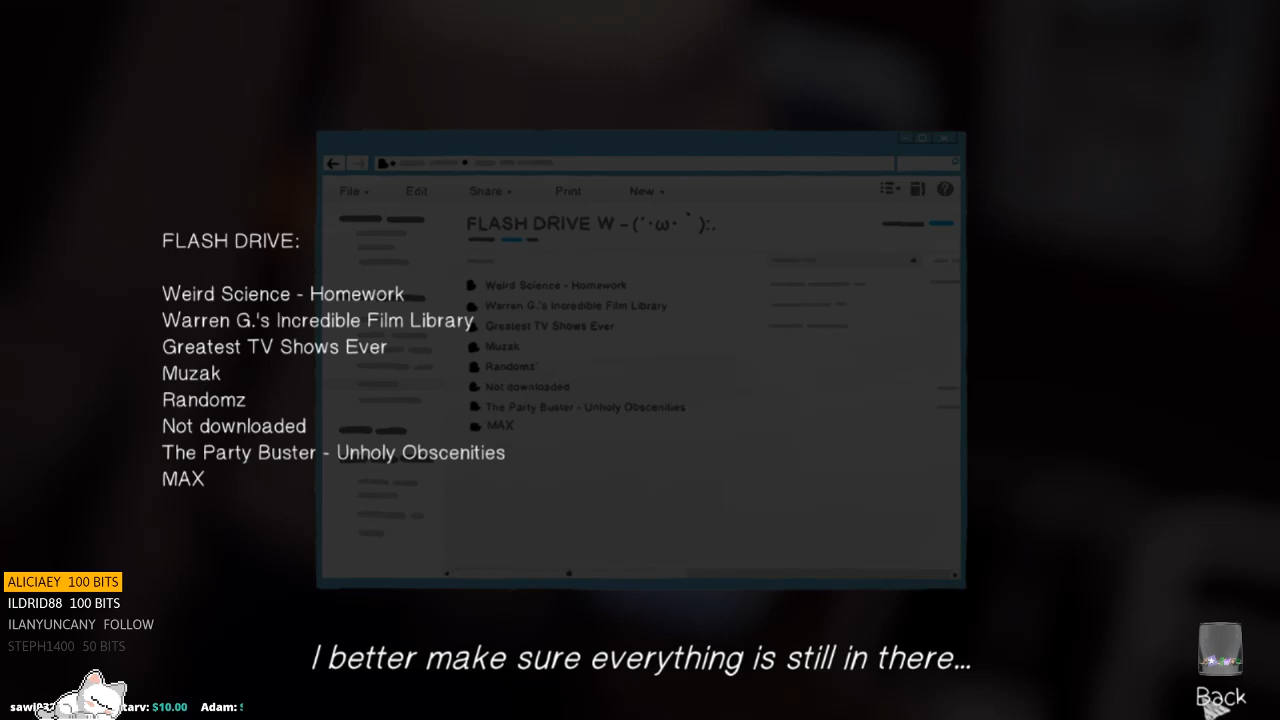 File
Edit
Share
Print
New
FLASH DRIVE W -(´･ω･｀):.
FLASH DRIVE:
Weird Science - Homework
Warren G.'s Incredible Film Library
Greatest TV Shows Ever
Muzak
Randomz
Not downloaded
The Party Buster - Unholy Obscenities
MAX
Weird Science - Homework
Warren G.'s Incredible Film Library
Greatest TV Shows Ever
Muzak
Randomz
Not downloaded
The Party Buster - Unholy Obscenities
MAX
ALICIAEY 100 BITS
ILDRID88 100 BITS
ILANYUNCANY FOLLOW
STEPH1400 50 BITS
I better make sure everything is still in there...
Back
tarv: $10.00 Adam: